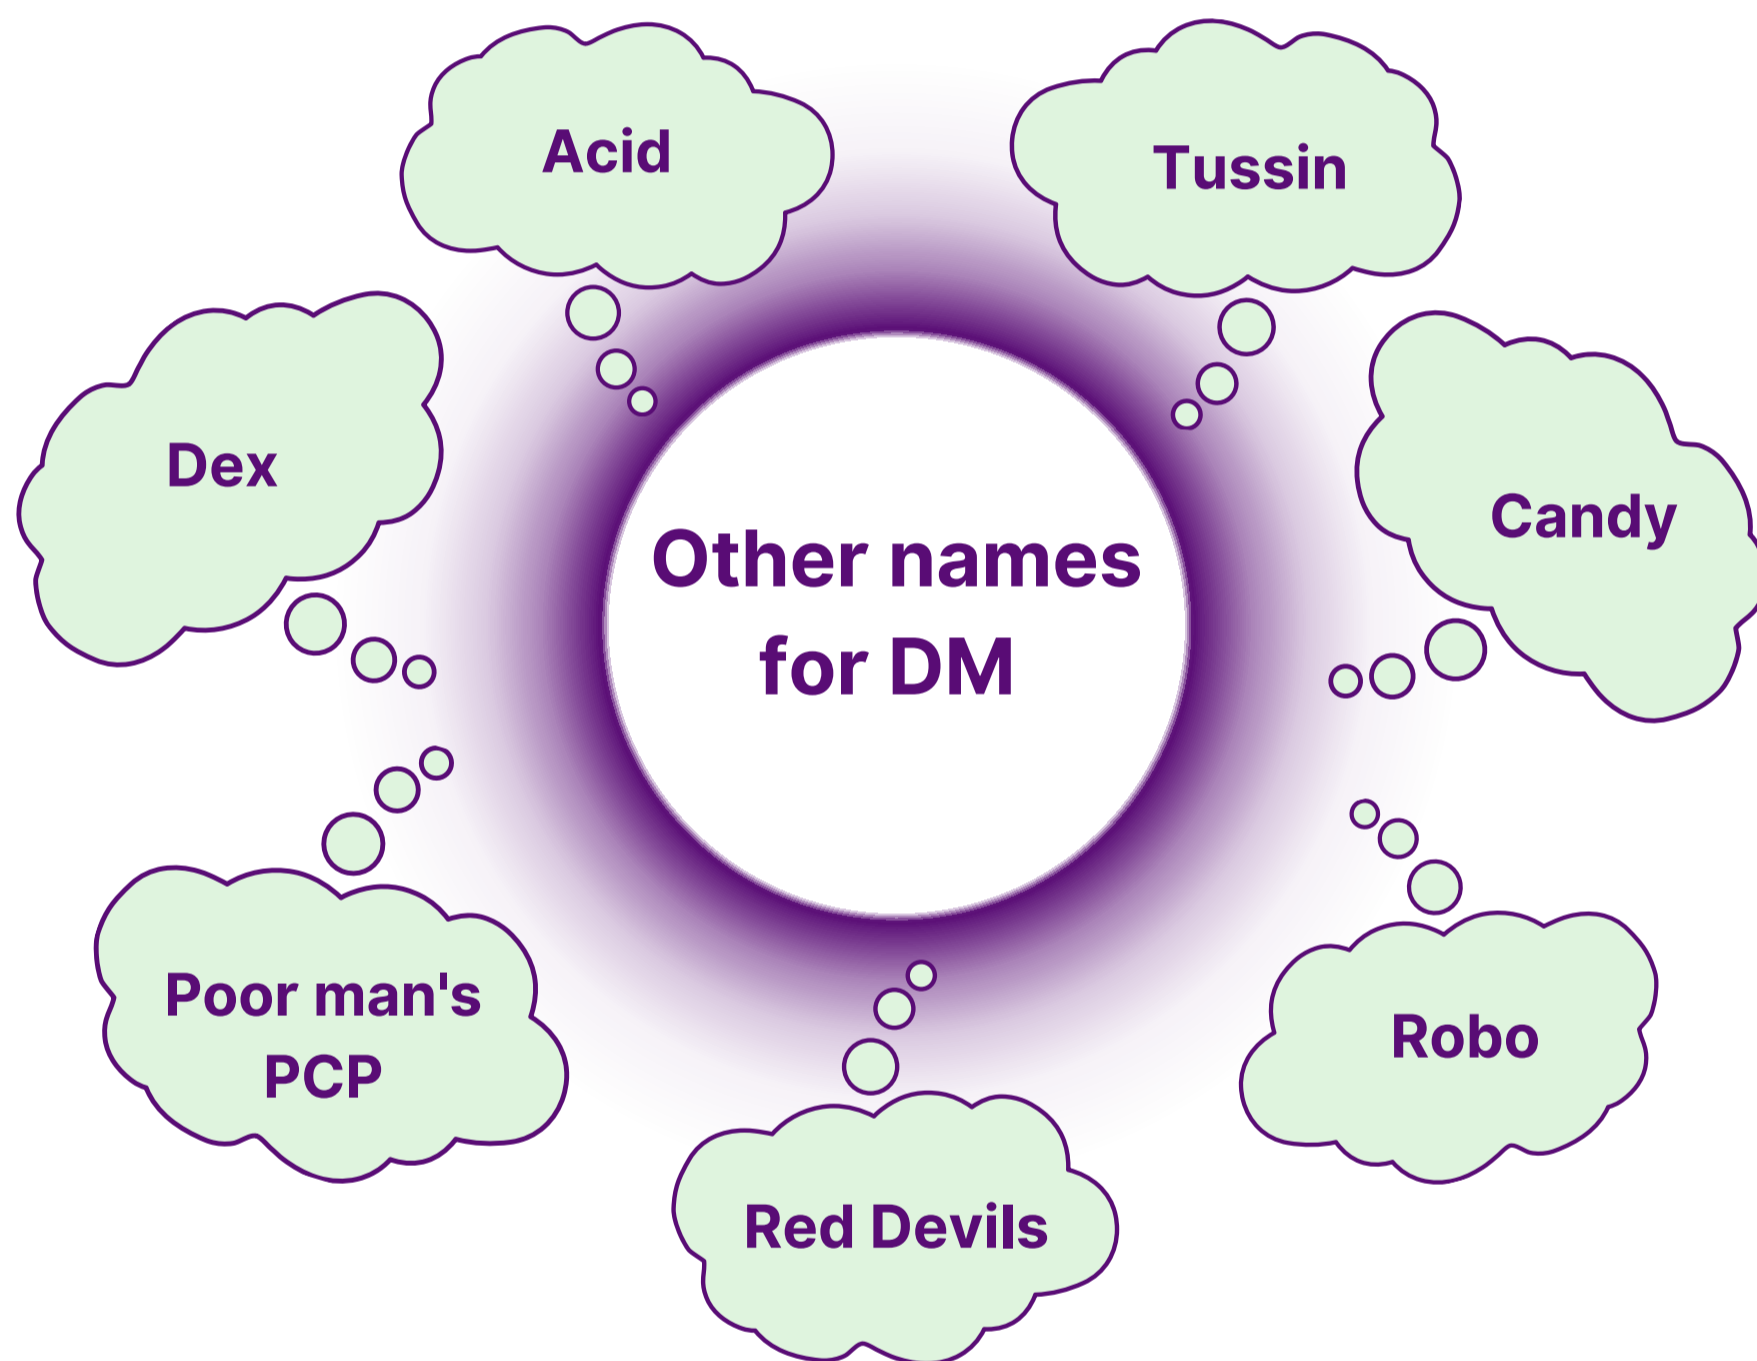 Acid
Tussin
Dex
Candy
Other names
for DM
Poor man's
PCP
Robo
Red Devils